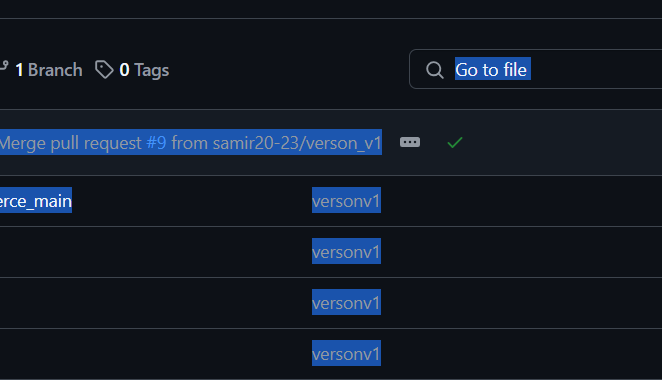 1 Branch 0 Tags Go to file
Merge pull request #9 from samir20-23/verson_v1
erce_main versonv1
versonv1
versonv1
versonv1